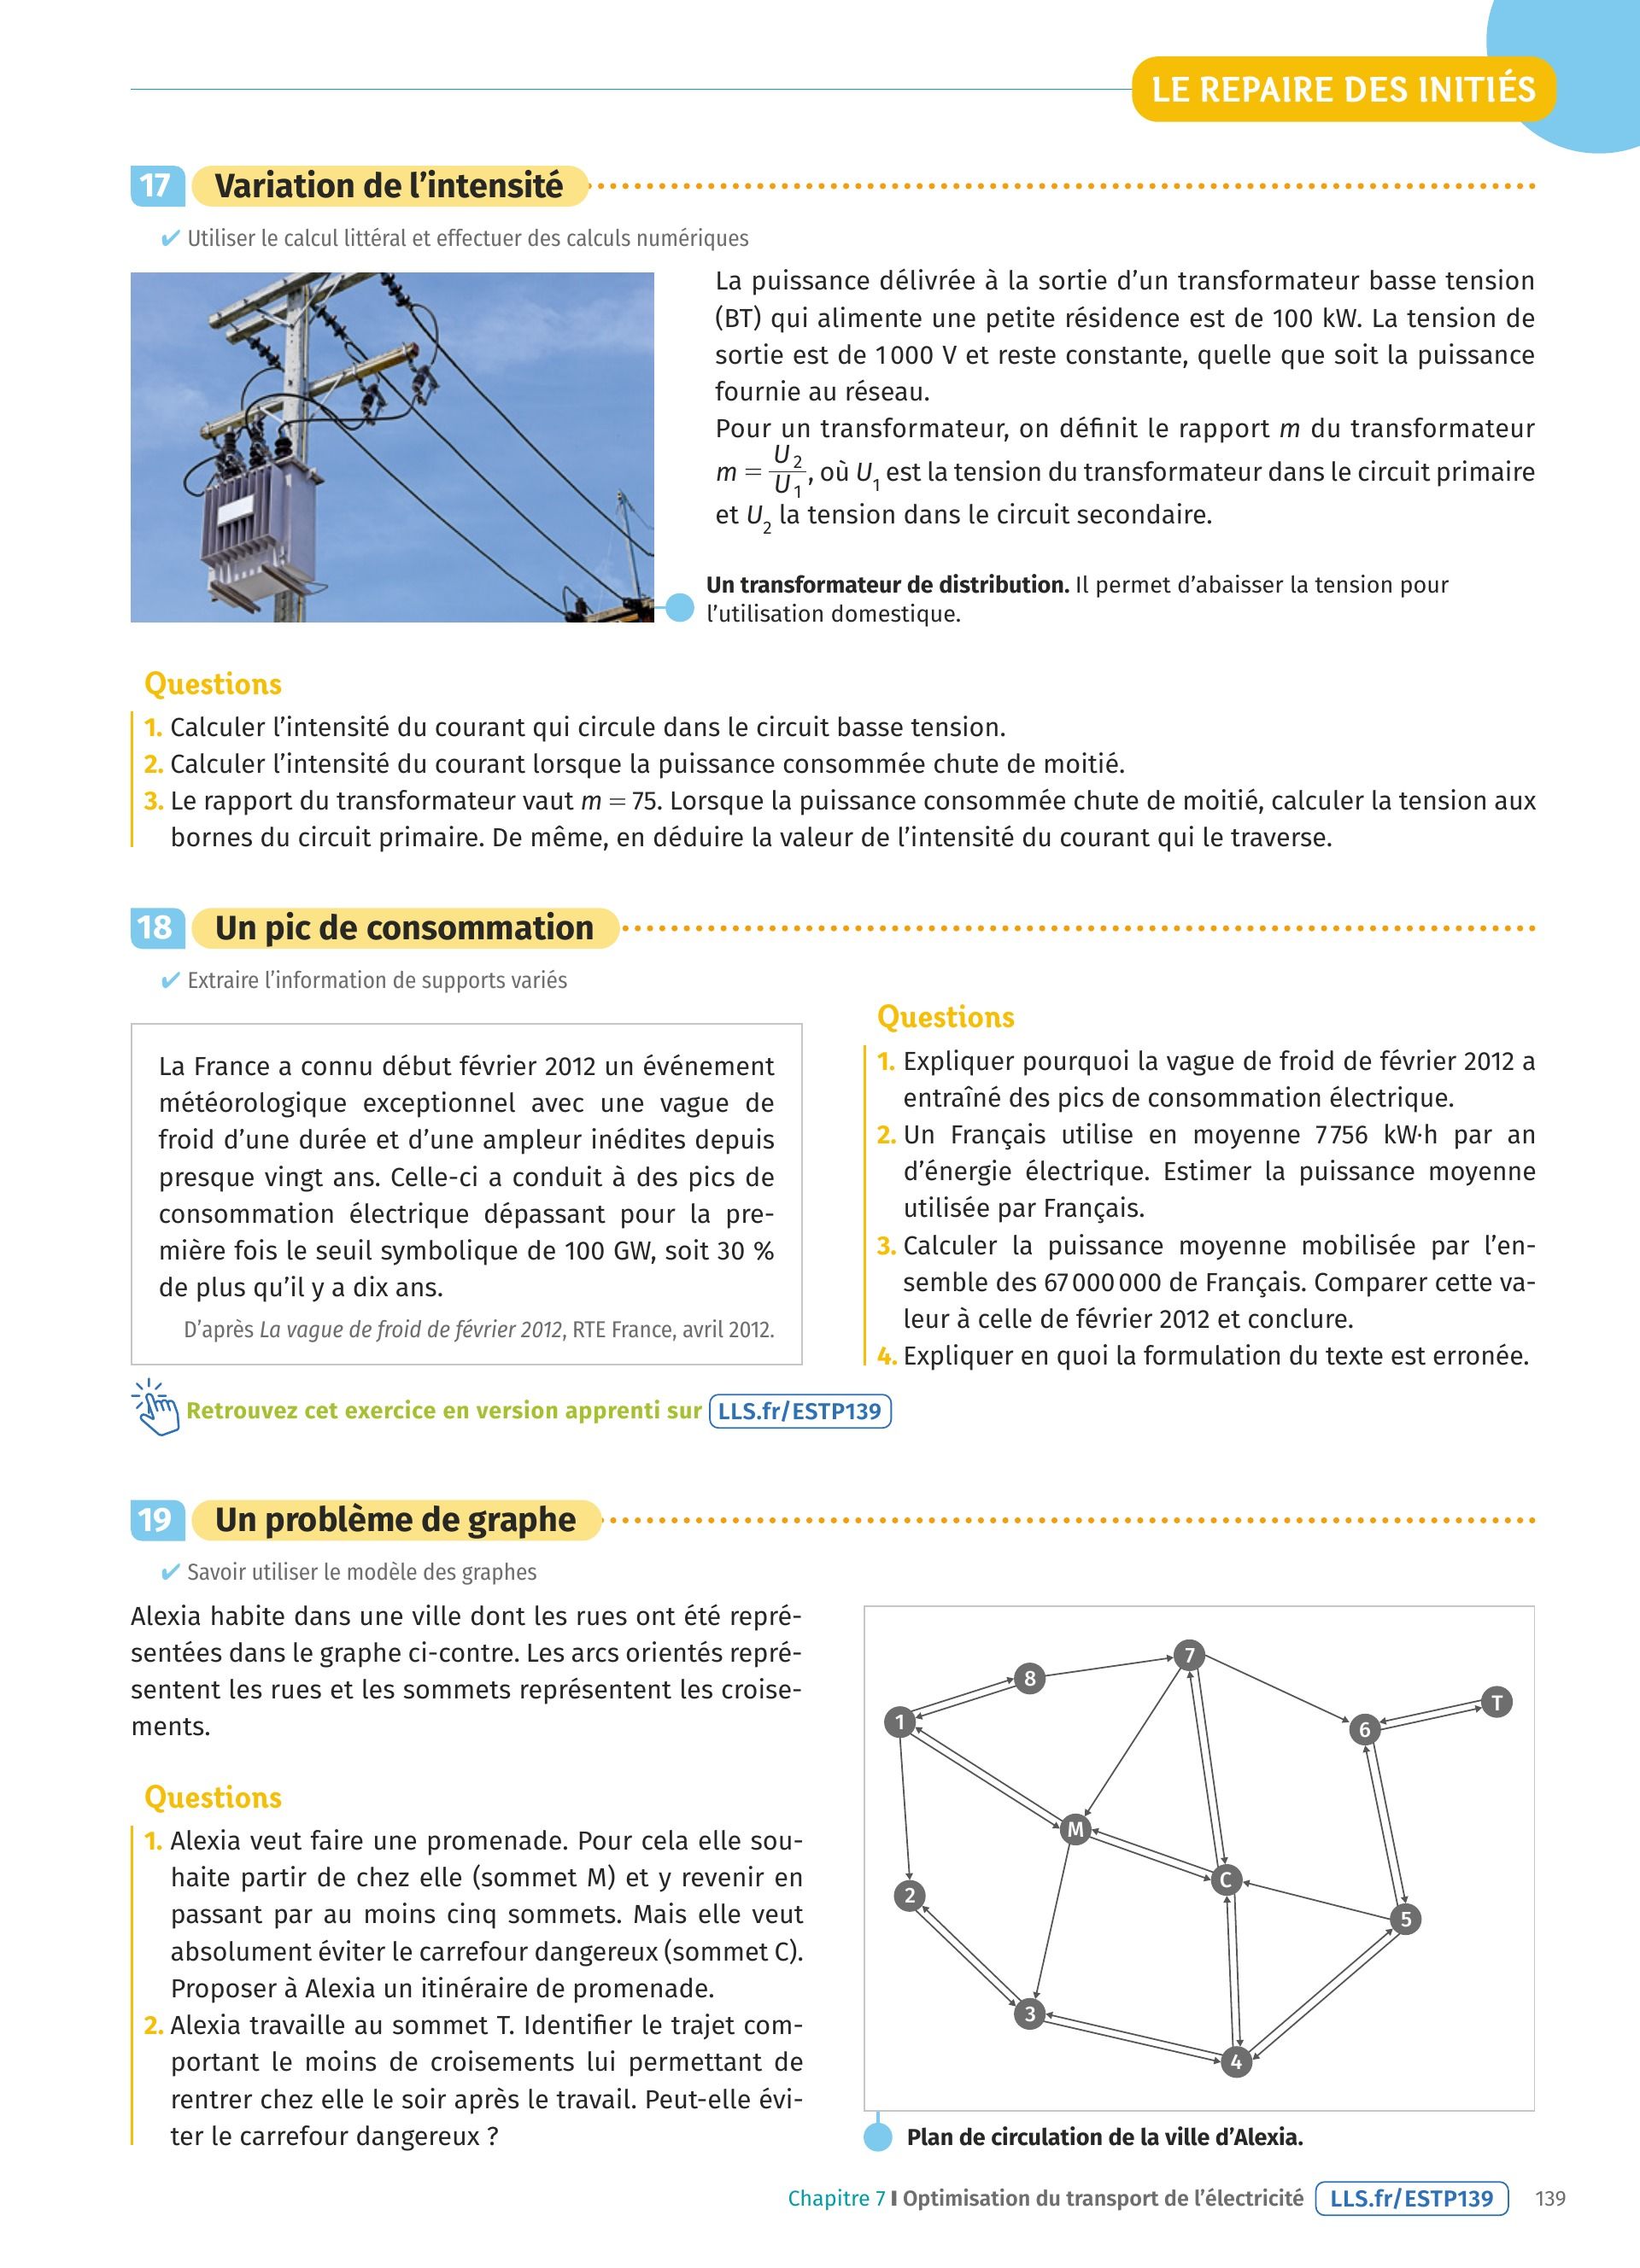 LE REPAIRE DES INITIÉS
17 Variation de l'intensité
✔ Utiliser le calcul littéral et effectuer des calculs numériques
La puissance délivrée à la sortie d'un transformateur basse tension
(BT) qui alimente une petite résidence est de 100 kW. La tension de
sortie est de 1 000 V et reste constante, quelle que soit la puissance
fournie au réseau.
Pour un transformateur, on définit le rapport m du transformateur
m = U₂/U₁, où U₁ est la tension du transformateur dans le circuit primaire
et U₂ la tension dans le circuit secondaire.
Un transformateur de distribution. Il permet d'abaisser la tension pour
l'utilisation domestique.
Questions
1. Calculer l'intensité du courant qui circule dans le circuit basse tension.
2. Calculer l'intensité du courant lorsque la puissance consommée chute de moitié.
3. Le rapport du transformateur vaut m = 75. Lorsque la puissance consommée chute de moitié, calculer la tension aux
bornes du circuit primaire. De même, en déduire la valeur de l'intensité du courant qui le traverse.
18 Un pic de consommation
✔ Extraire l'information de supports variés
La France a connu début février 2012 un événement
météorologique exceptionnel avec une vague de
froid d'une durée et d'une ampleur inédites depuis
presque vingt ans. Celle-ci a conduit à des pics de
consommation électrique dépassant pour la pre-
mière fois le seuil symbolique de 100 GW, soit 30 %
de plus qu'il y a dix ans.
D'après La vague de froid de février 2012, RTE France, avril 2012.
Questions
1. Expliquer pourquoi la vague de froid de février 2012 a
entraîné des pics de consommation électrique.
2. Un Français utilise en moyenne 7 756 kW·h par an
d'énergie électrique. Estimer la puissance moyenne
utilisée par Français.
3. Calculer la puissance moyenne mobilisée par l'en-
semble des 67 000 000 de Français. Comparer cette va-
leur à celle de février 2012 et conclure.
4. Expliquer en quoi la formulation du texte est erronée.
Retrouvez cet exercice en version apprenti sur LLS.fr/ESTP139
19 Un problème de graphe
✔ Savoir utiliser le modèle des graphes
Alexia habite dans une ville dont les rues ont été repré-
sentées dans le graphe ci-contre. Les arcs orientés repré-
sentent les rues et les sommets représentent les croise-
ments.
Questions
1. Alexia veut faire une promenade. Pour cela elle sou-
haite partir de chez elle (sommet M) et y revenir en
passant par au moins cinq sommets. Mais elle veut
absolument éviter le carrefour dangereux (sommet C).
Proposer à Alexia un itinéraire de promenade.
2. Alexia travaille au sommet T. Identifier le trajet com-
portant le moins de croisements lui permettant de
rentrer chez elle le soir après le travail. Peut-elle évi-
ter le carrefour dangereux ?
7
8
T
1
6
M
C
2
5
3
4
Plan de circulation de la ville d'Alexia.
Chapitre 7 I Optimisation du transport de l'électricité LLS.fr/ESTP139 139